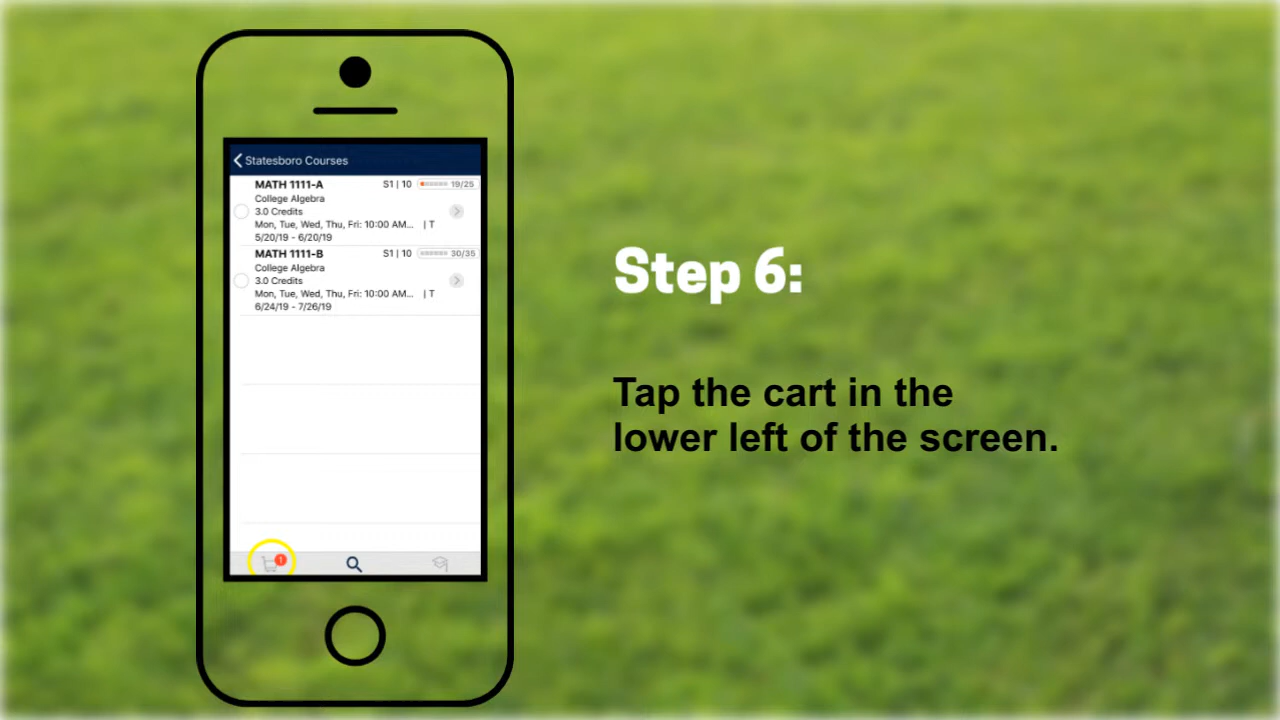 Statesboro Courses
MATH 1111-A S1 | 10 19/25
College Algebra
3.0 Credits
Mon, Tue, Wed, Thu, Fri: 10:00 AM... | T
5/20/19 - 6/20/19
MATH 1111-B S1 | 10 30/35
College Algebra
3.0 Credits
Mon, Tue, Wed, Thu, Fri: 10:00 AM... | T
6/24/19 - 7/26/19
1
Step 6:
Tap the cart in the
lower left of the screen.